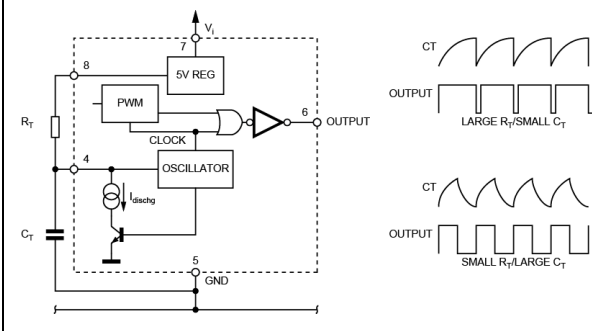 Vi
7
8
5V REG
PWM
RT
6
OUTPUT
CLOCK
4
OSCILLATOR
Idischg
CT
5
GND
CT
OUTPUT
LARGE RT/SMALL CT
CT
OUTPUT
SMALL RT/LARGE CT